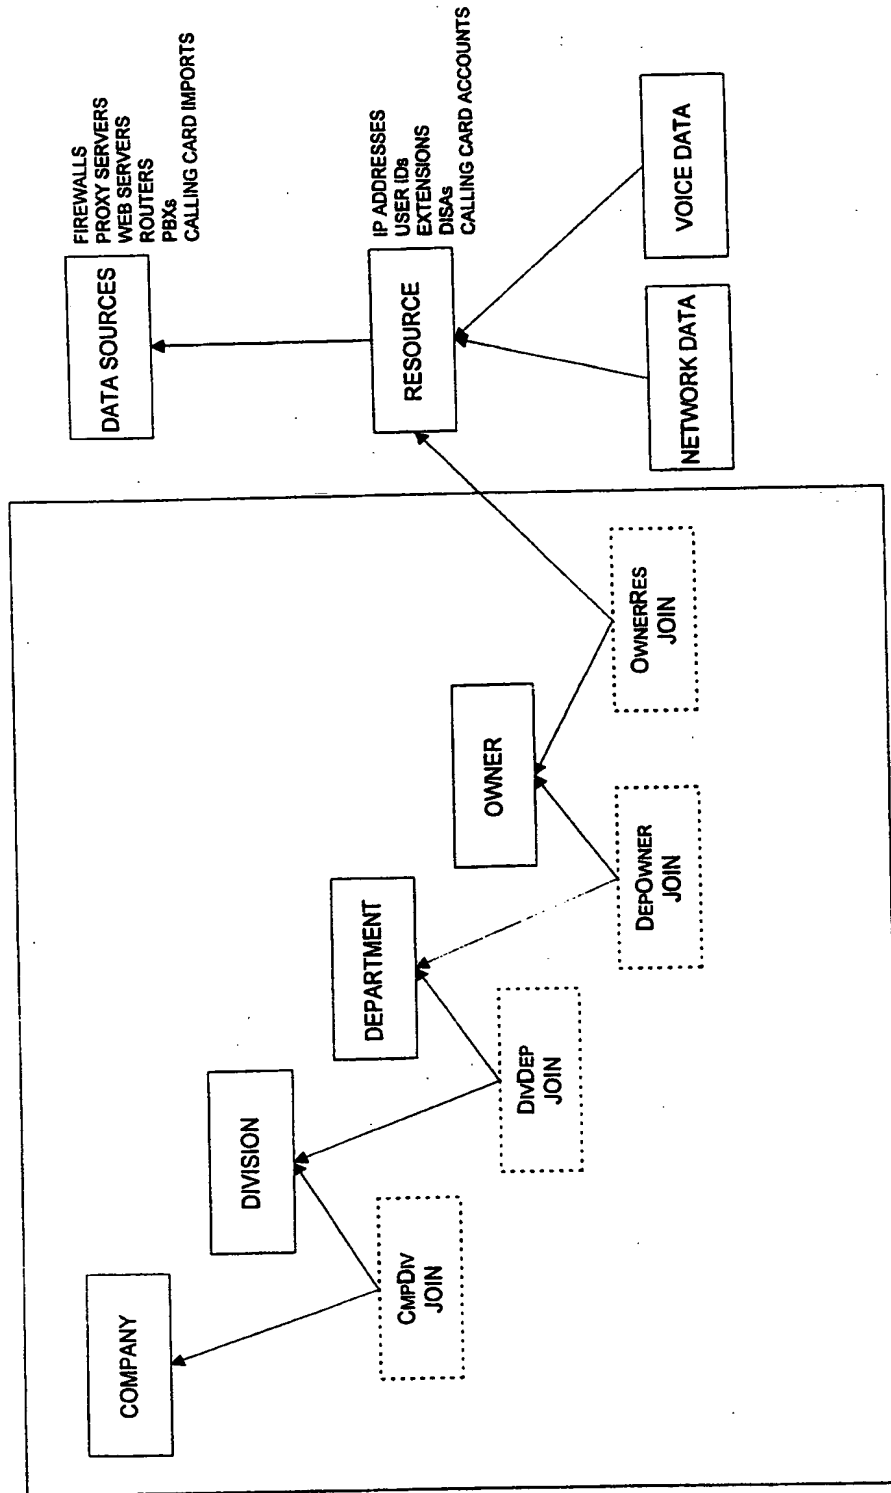 COMPANY
DIVISION
DEPARTMENT
OWNER
CMPDIV
JOIN
DIVDEP
JOIN
DEPOWNER
JOIN
OWNERRES
JOIN
DATA SOURCES
FIREWALLS
PROXY SERVERS
WEB SERVERS
ROUTERS
PBXs
CALLING CARD IMPORTS
RESOURCE
IP ADDRESSES
USER IDs
EXTENSIONS
DISAs
CALLING CARD ACCOUNTS
NETWORK DATA
VOICE DATA